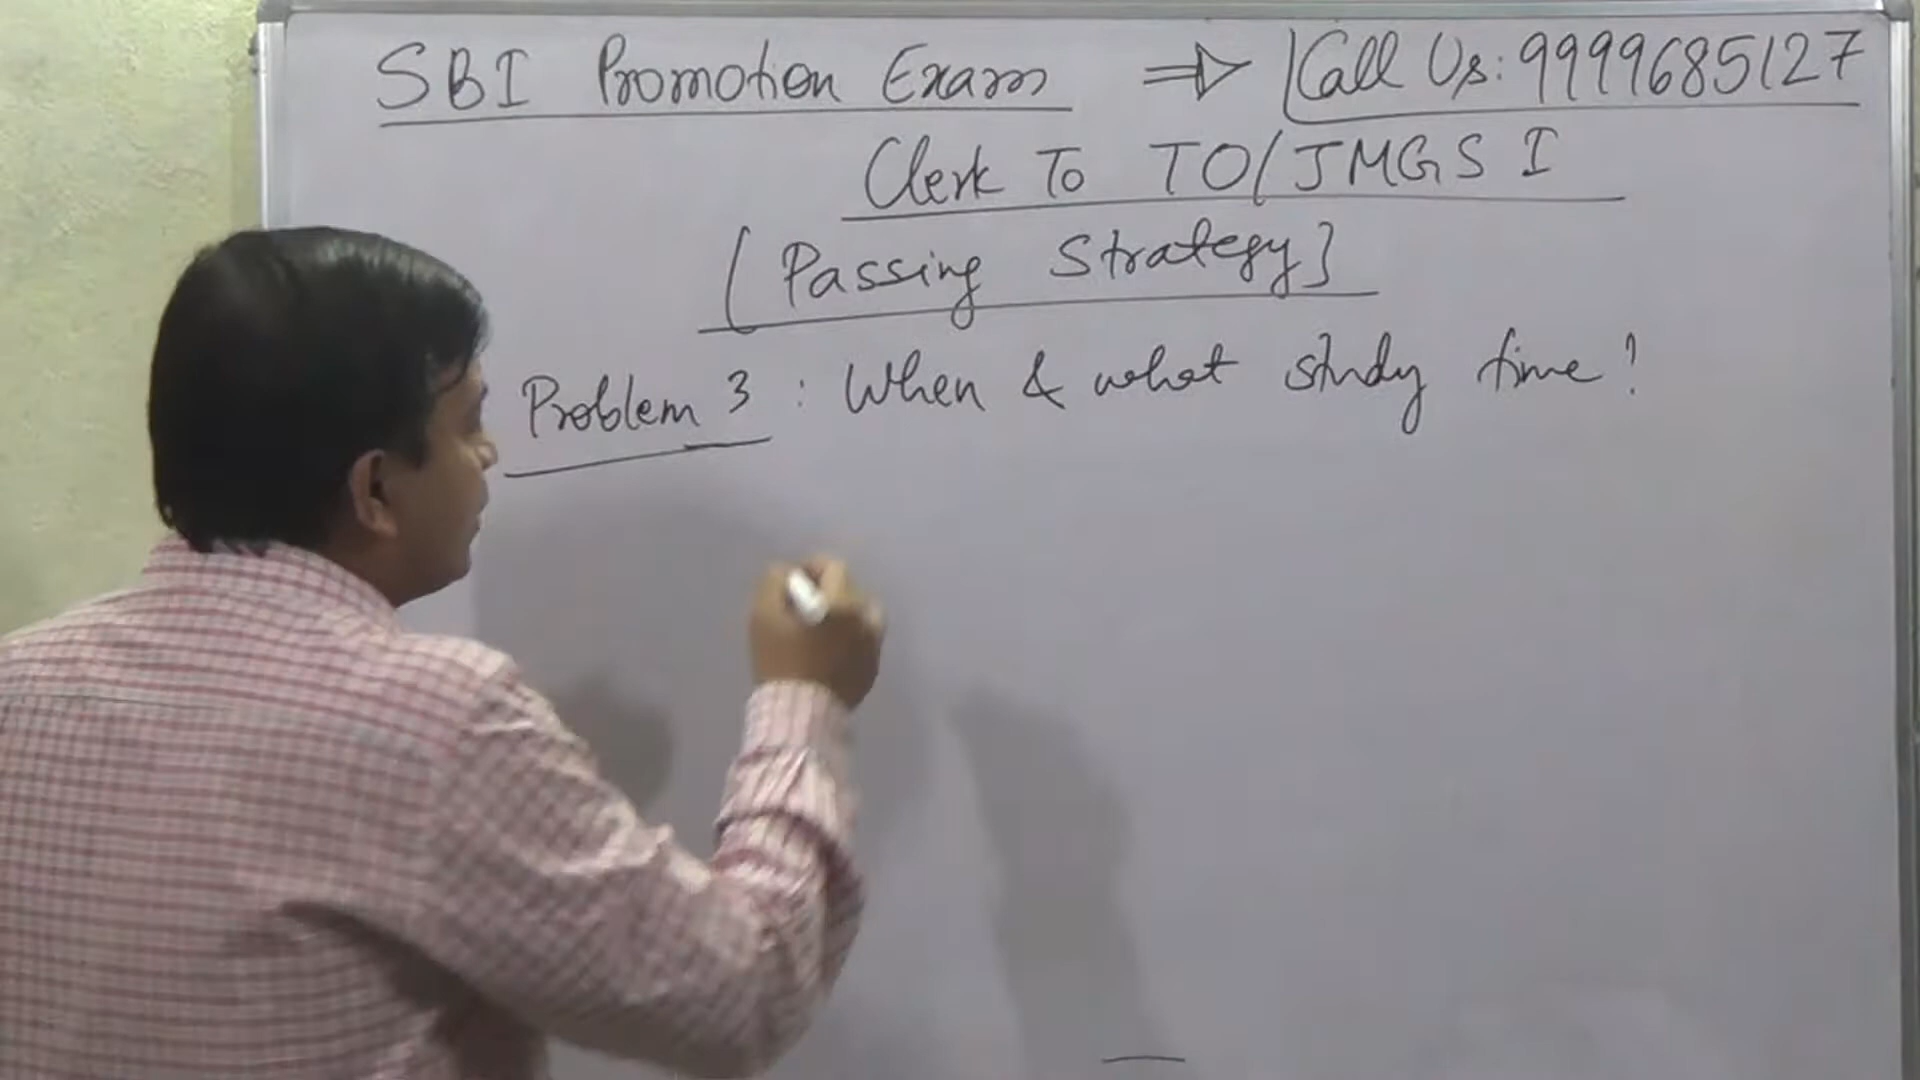 SBI Promotion Exam ⇒ Call Us: 9999685127
Clerk To TO/JMGS I
[Passing Strategy]
Problem 3 : When & what study time?